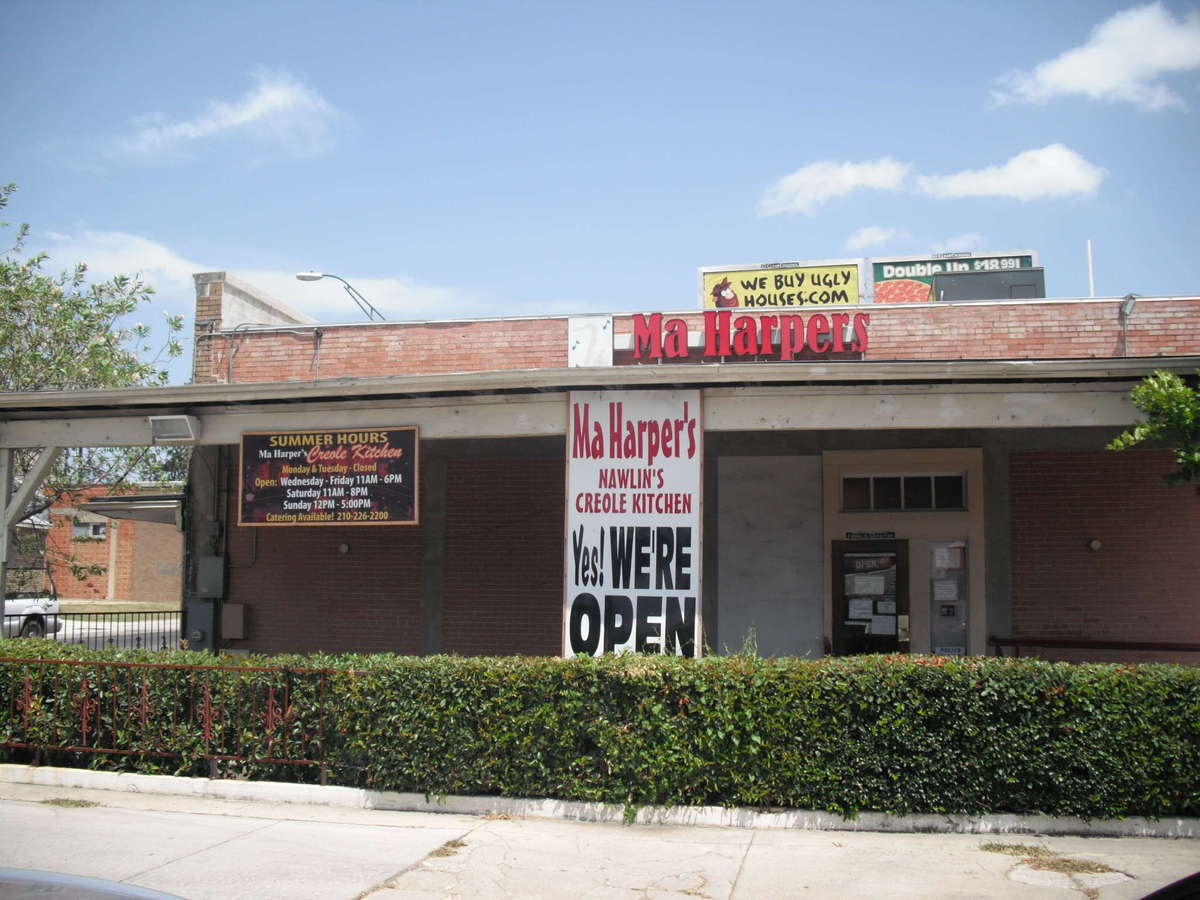 WE BUY UGLY
HOUSES.COM
Double Up $18.99!
Ma Harpers
SUMMER HOURS
Ma Harper's Creole Kitchen
Monday & Tuesday - Closed
Open: Wednesday - Friday 11AM - 6PM
Saturday 11AM - 8PM
Sunday 12PM - 5:00PM
Catering Available! 210-226-2200
Ma Harper's
NAWLIN'S
CREOLE KITCHEN
Yes! WE'RE
OPEN
OPEN